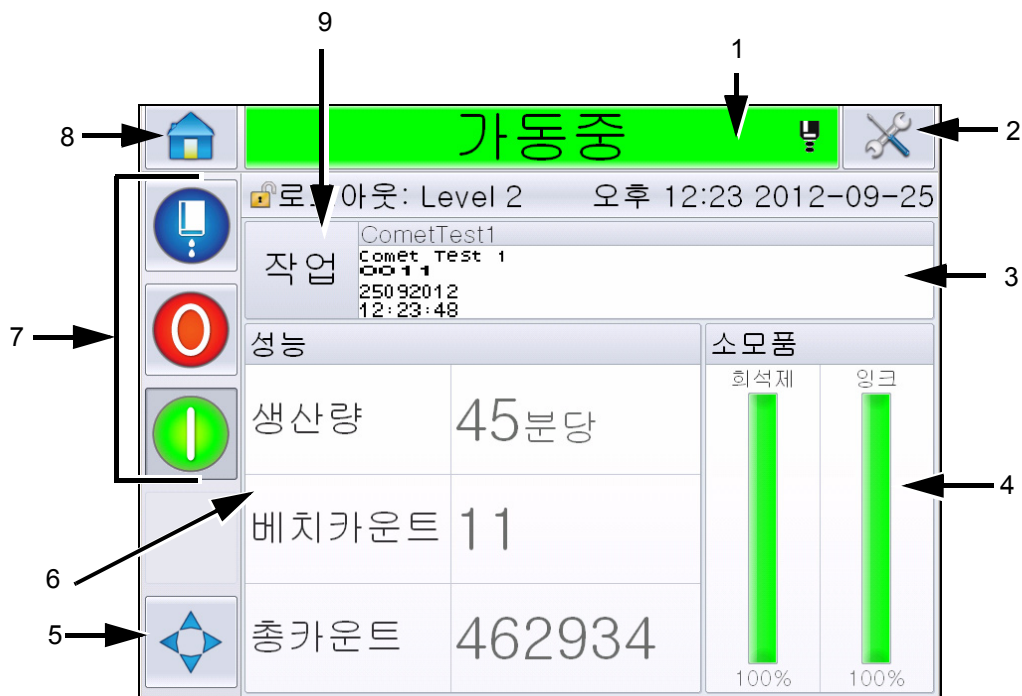 9
1
8
가동중
2
로그아웃: Level 2 오후 12:23 2012-09-25
작업
CometTest1
Comet Test 1
0011
25092012
12:23:48
3
7
성능
소모품
희석제 잉크
생산량 45분당
4
베치카운트 11
6
5
총카운트 462934
100% 100%